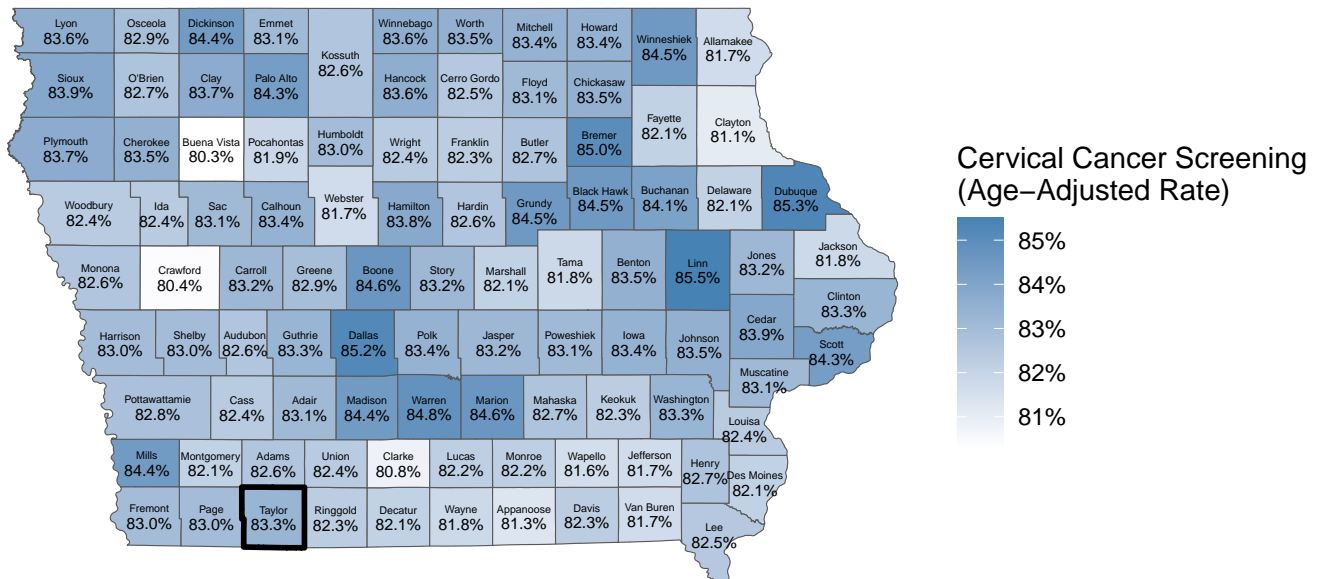 Lyon
83.6%
Osceola
82.9%
Dickinson
84.4%
Emmet
83.1%
Kossuth
82.6%
Winnebago
83.6%
Worth
83.5%
Mitchell
83.4%
Howard
83.4%
Winneshiek
84.5%
Allamakee
81.7%
Sioux
83.9%
O'Brien
82.7%
Clay
83.7%
Palo Alto
84.3%
Hancock
83.6%
Cerro Gordo
82.5%
Floyd
83.1%
Chickasaw
83.5%
Fayette
82.1%
Clayton
81.1%
Plymouth
83.7%
Cherokee
83.5%
Buena Vista
80.3%
Pocahontas
81.9%
Humboldt
83.0%
Wright
82.4%
Franklin
82.3%
Butler
82.7%
Bremer
85.0%
Woodbury
82.4%
Ida
82.4%
Sac
83.1%
Calhoun
83.4%
Webster
81.7%
Hamilton
83.8%
Hardin
82.6%
Grundy
84.5%
Black Hawk
84.5%
Buchanan
84.1%
Delaware
82.1%
Dubuque
85.3%
Monona
82.6%
Crawford
80.4%
Carroll
83.2%
Greene
82.9%
Boone
84.6%
Story
83.2%
Marshall
82.1%
Tama
81.8%
Benton
83.5%
Linn
85.5%
Jones
83.2%
Jackson
81.8%
Clinton
83.3%
Harrison
83.0%
Shelby
83.0%
Audubon
82.6%
Guthrie
83.3%
Dallas
85.2%
Polk
83.4%
Jasper
83.2%
Poweshiek
83.1%
Iowa
83.4%
Johnson
83.5%
Cedar
83.9%
Scott
84.3%
Muscatine
83.1%
Pottawattamie
82.8%
Cass
82.4%
Adair
83.1%
Madison
84.4%
Warren
84.8%
Marion
84.6%
Mahaska
82.7%
Keokuk
82.3%
Washington
83.3%
Louisa
82.4%
Mills
84.4%
Montgomery
82.1%
Adams
82.6%
Union
82.4%
Clarke
80.8%
Lucas
82.2%
Monroe
82.2%
Wapello
81.6%
Jefferson
81.7%
Henry
82.7%
Des Moines
82.1%
Fremont
83.0%
Page
83.0%
Taylor
83.3%
Ringgold
82.3%
Decatur
82.1%
Wayne
81.8%
Appanoose
81.3%
Davis
82.3%
Van Buren
81.7%
Lee
82.5%
Cervical Cancer Screening
(Age−Adjusted Rate)
85%
84%
83%
82%
81%